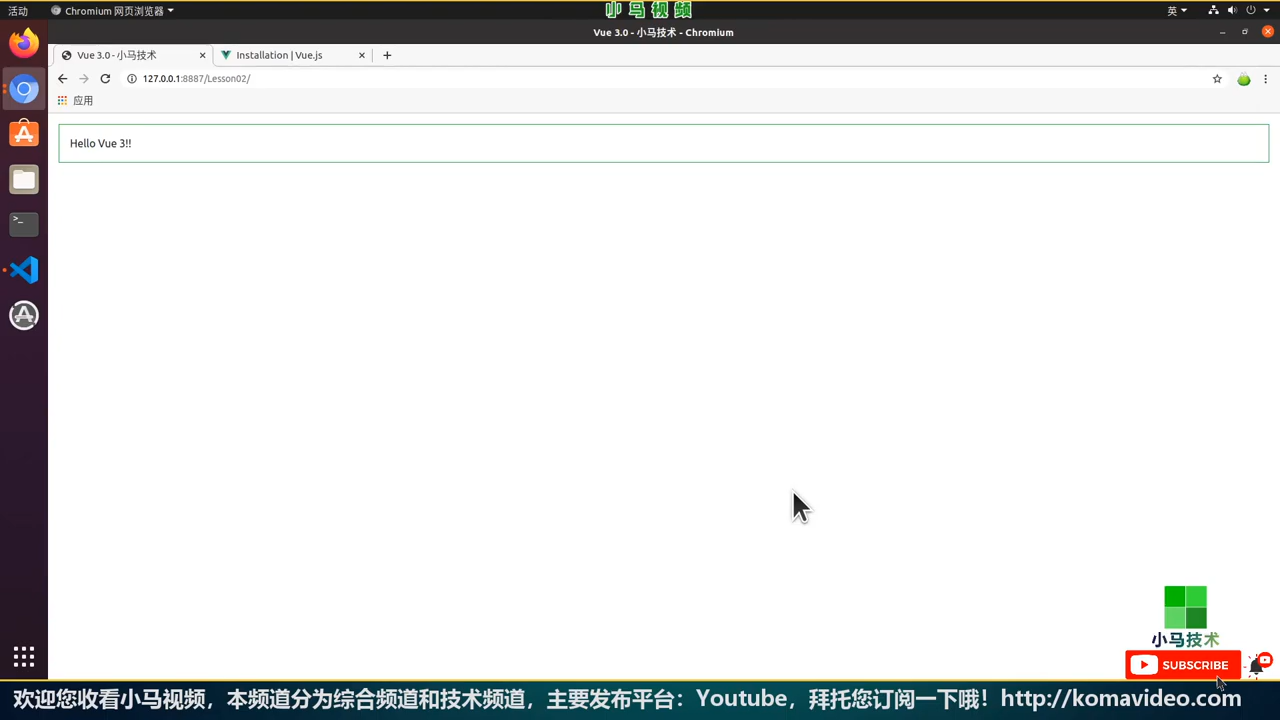 活动
Chromium 网页浏览器
小马视频
英
Vue 3.0 - 小马技术 - Chromium
Vue 3.0 - 小马技术
Installation | Vue.js
127.0.0.1:8887/Lesson02/
应用
Hello Vue 3!!
小马技术
SUBSCRIBE
欢迎您收看小马视频，本频道分为综合频道和技术频道，主要发布平台：Youtube，拜托您订阅一下哦！http://komavideo.com